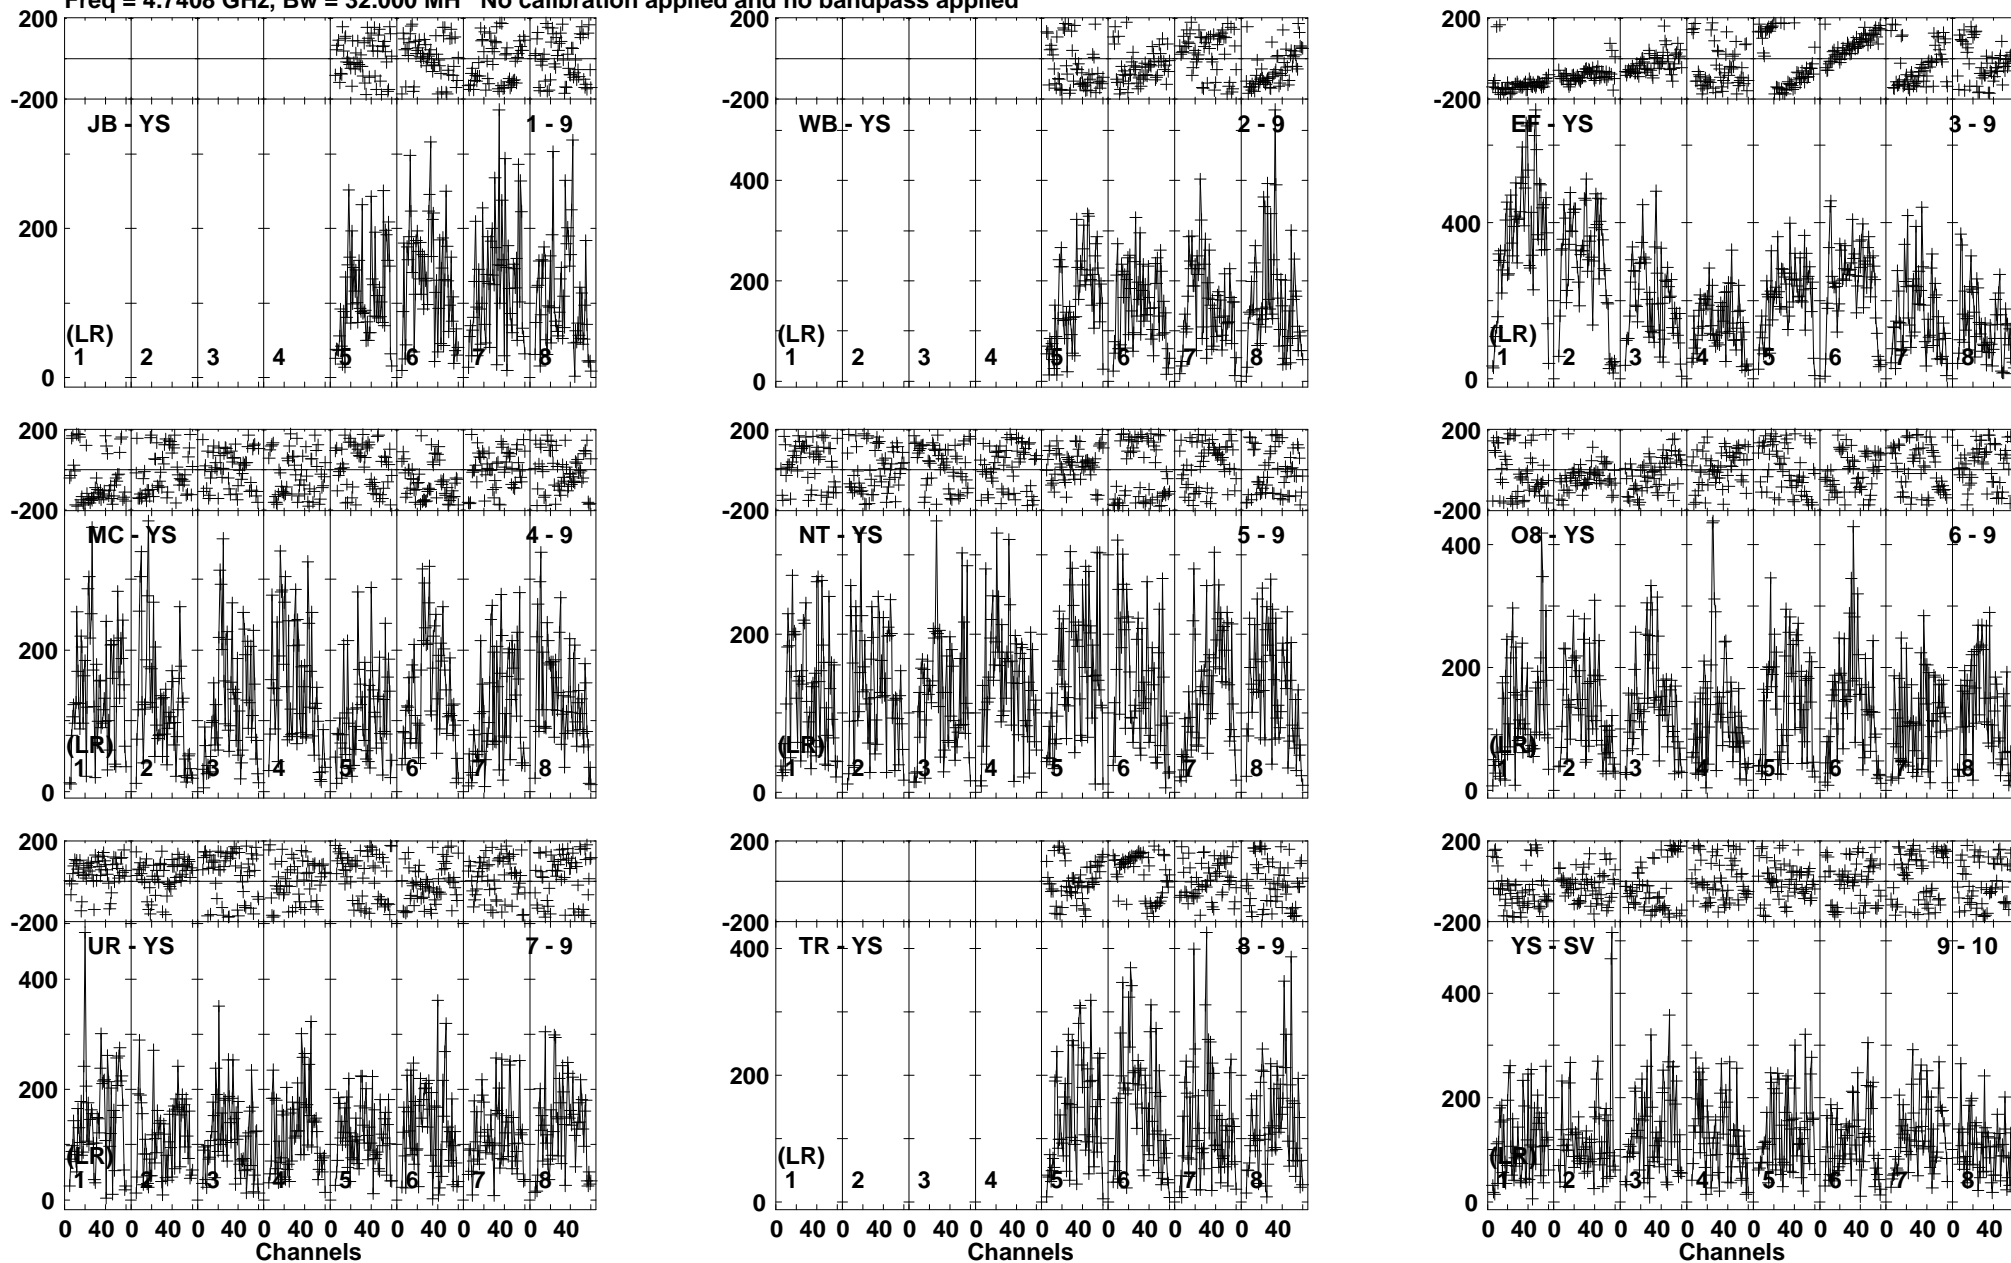 Freq = 4.7408 GHz, Bw = 32.000 MH No calibration applied and no bandpass applied
200 200 200
-200 -200 -200
JB - YS 1 - 9 WB - YS 2 - 9 EF - YS 3 - 9
400 400
200 200
(LR) (LR) (LR)
1 2 3 4 5 6 7 8 1 2 3 4 5 6 7 8 1 2 3 4 5 6 7 8
0 0 0
200 200 200
-200 -200 -200
MC - YS 4 - 9 NT - YS 5 - 9 O8 - YS 6 - 9
400
200 200 200
(LR) (LR) (LR)
1 2 3 4 5 6 7 8 1 2 3 4 5 6 7 8 1 2 3 4 5 6 7 8
0 0 0
200 200 200
-200 -200 -200
UR - YS 7 - 9 TR - YS 8 - 9 YS - SV 9 - 10
400 400 400
200 200 200
(LR) (LR) (LR)
1 2 3 4 5 6 7 8 1 2 3 4 5 6 7 8 1 2 3 4 5 6 7 8
0 0 0
0 40 0 40 0 40 0 40 0 40 0 40 0 40 0 40 0 40 0 40 0 40 0 40 0 40 0 40 0 40 0 40 0 40 0 40 0 40 0 40 0 40 0 40 0 40 0 40
Channels Channels Channels